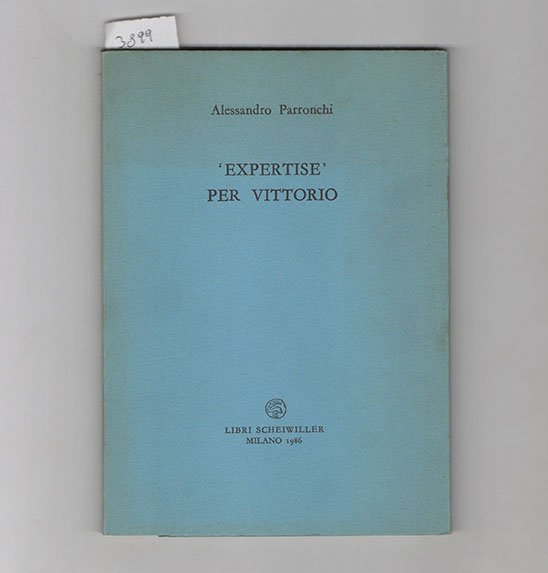 3899
Alessandro Parronchi
‘EXPERTISE’
PER VITTORIO
LIBRI SCHEIWILLER
MILANO 1986